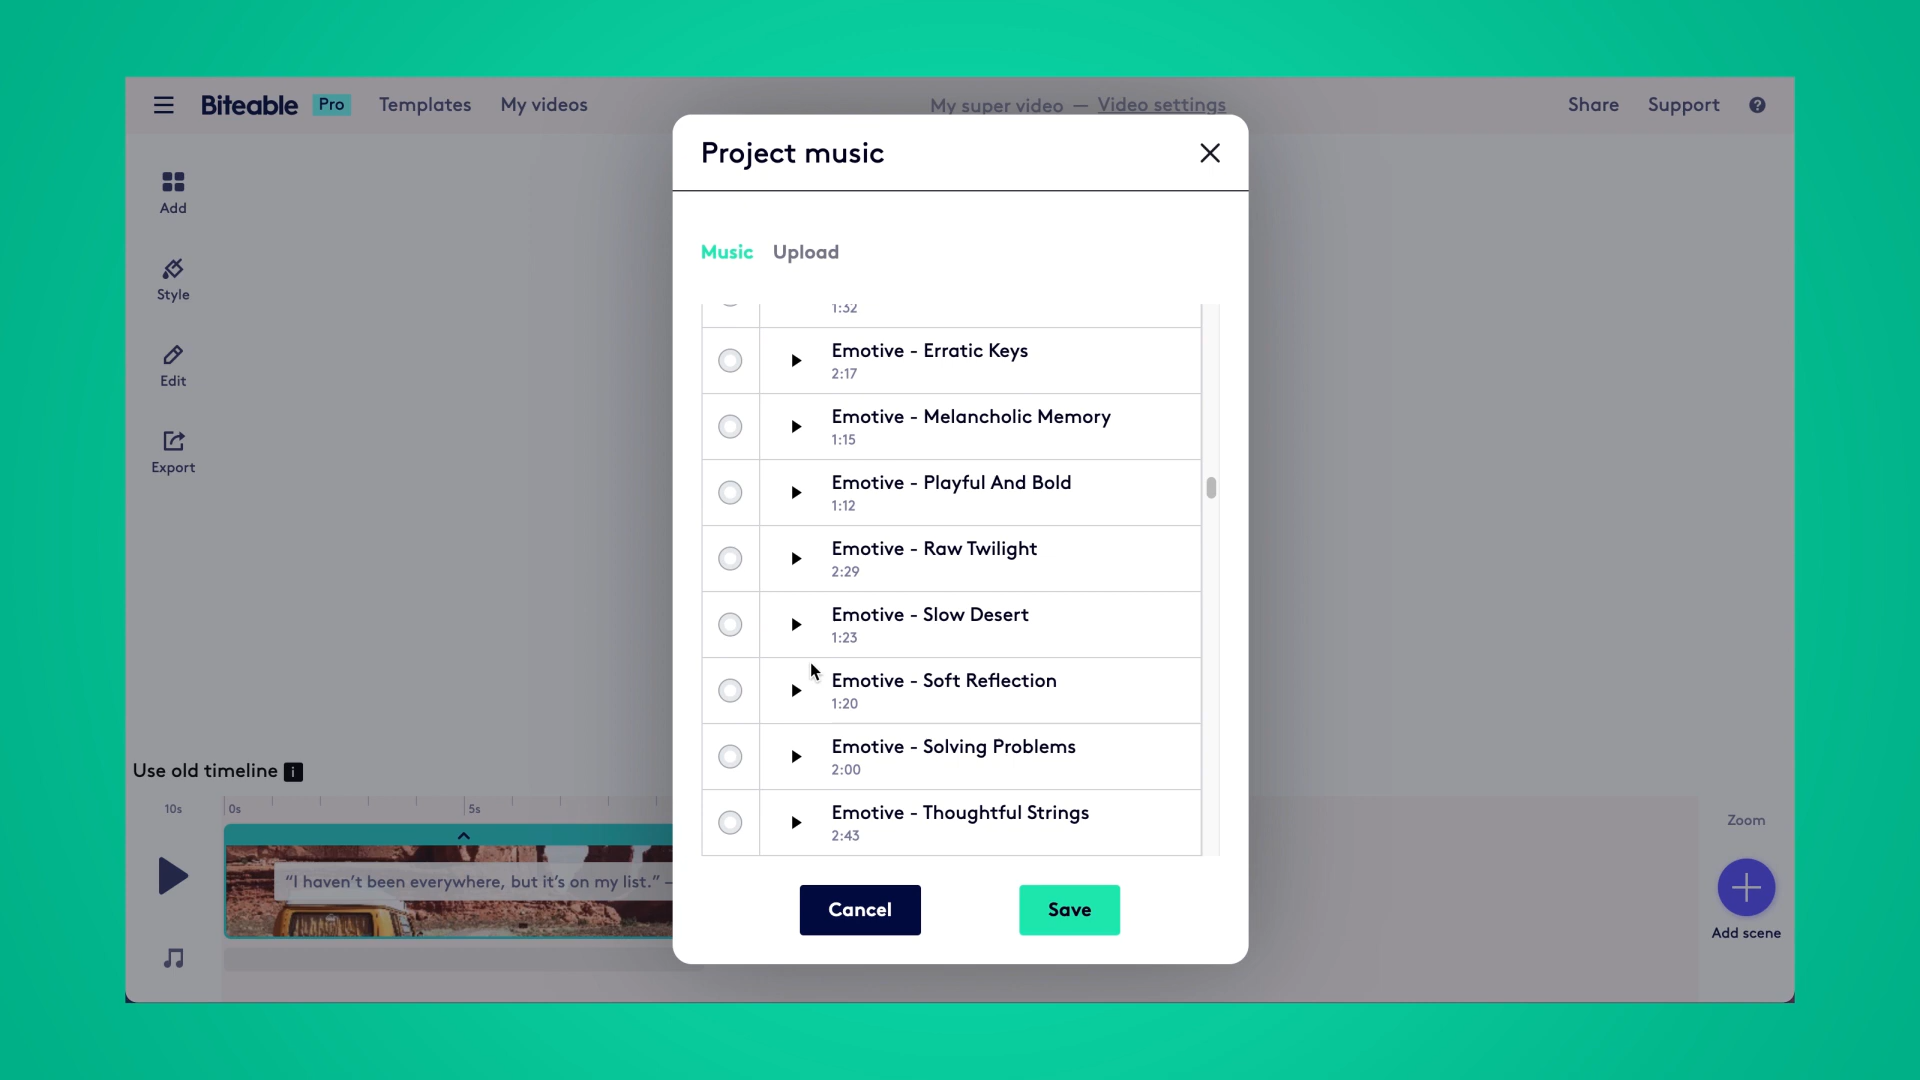 Biteable Pro Templates My videos
My super video — Video settings
Share Support ?
Project music
Add
Style
Edit
Export
Music Upload
1:32
Emotive - Erratic Keys
2:17
Emotive - Melancholic Memory
1:15
Emotive - Playful And Bold
1:12
Emotive - Raw Twilight
2:29
Emotive - Slow Desert
1:23
Emotive - Soft Reflection
1:20
Emotive - Solving Problems
2:00
Emotive - Thoughtful Strings
2:43
Cancel Save
Use old timeline i
10s 0s 5s
“I haven’t been everywhere, but it’s on my list.” –
Zoom
Add scene